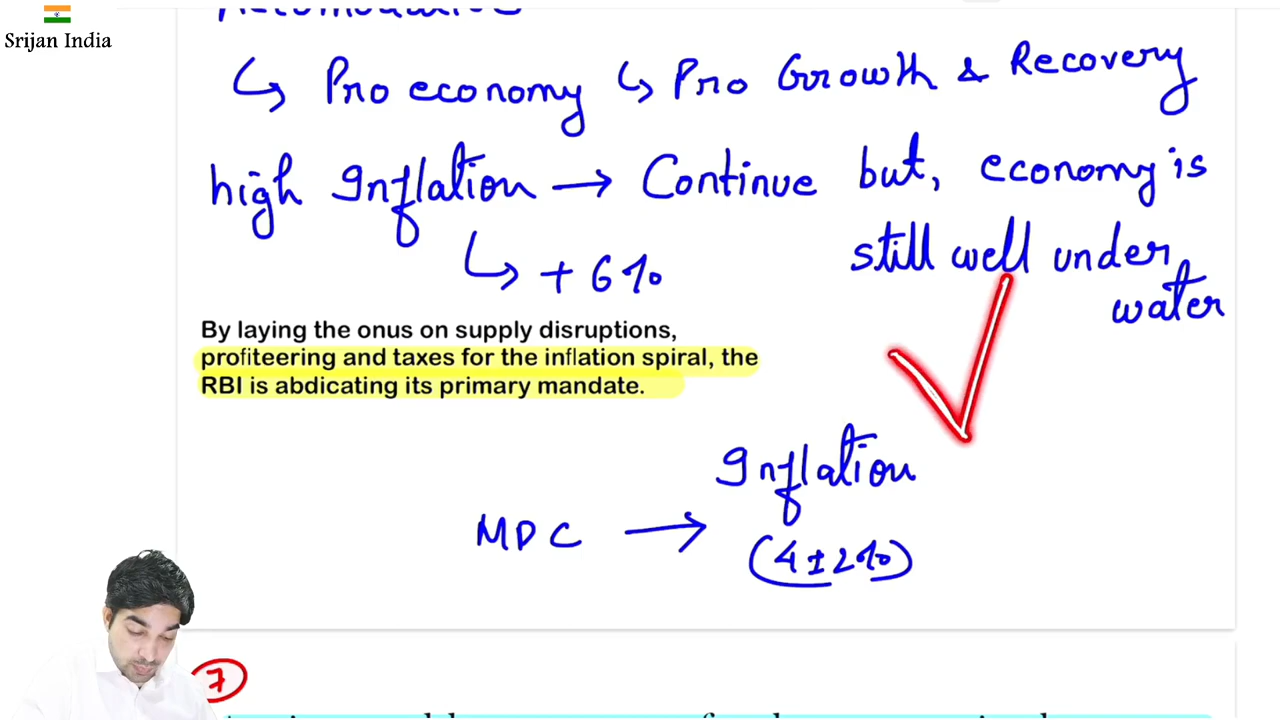 Srijan India
↳ Pro economy ↳ Pro Growth & Recovery
high Inflation → Continue but, economy is
still well under
water
↳ + 6%
By laying the onus on supply disruptions,
profiteering and taxes for the inflation spiral, the
RBI is abdicating its primary mandate.
Inflation
MPC →
(4 ± 2%)
7